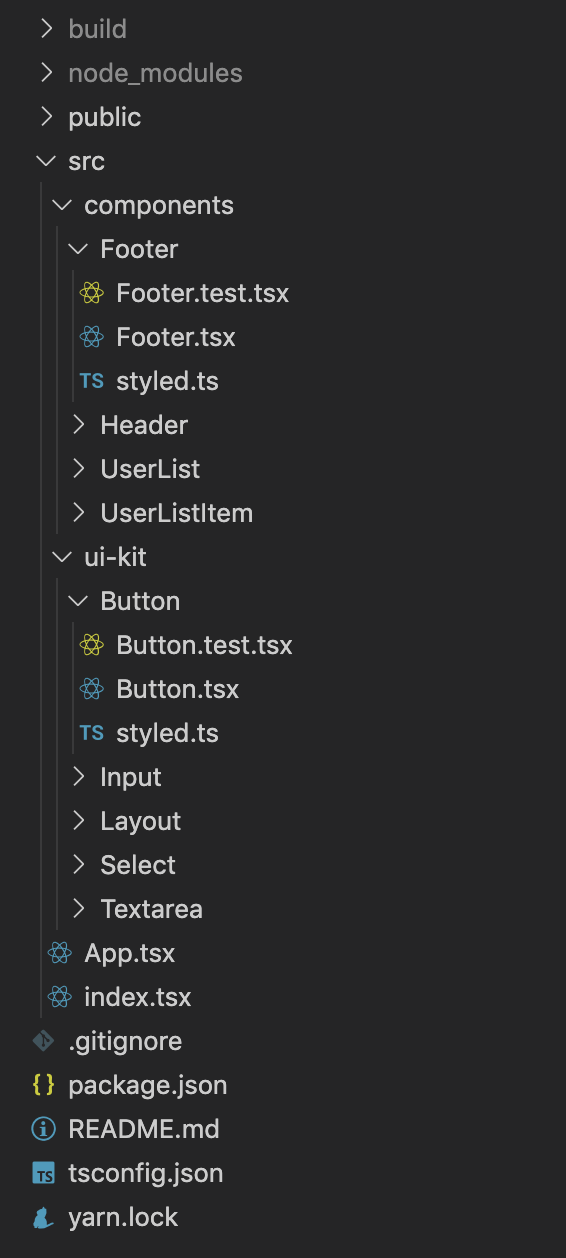 build
node_modules
public
src
components
Footer
Footer.test.tsx
Footer.tsx
TS styled.ts
Header
UserList
UserListItem
ui-kit
Button
Button.test.tsx
Button.tsx
TS styled.ts
Input
Layout
Select
Textarea
App.tsx
index.tsx
.gitignore
{} package.json
README.md
TS tsconfig.json
yarn.lock